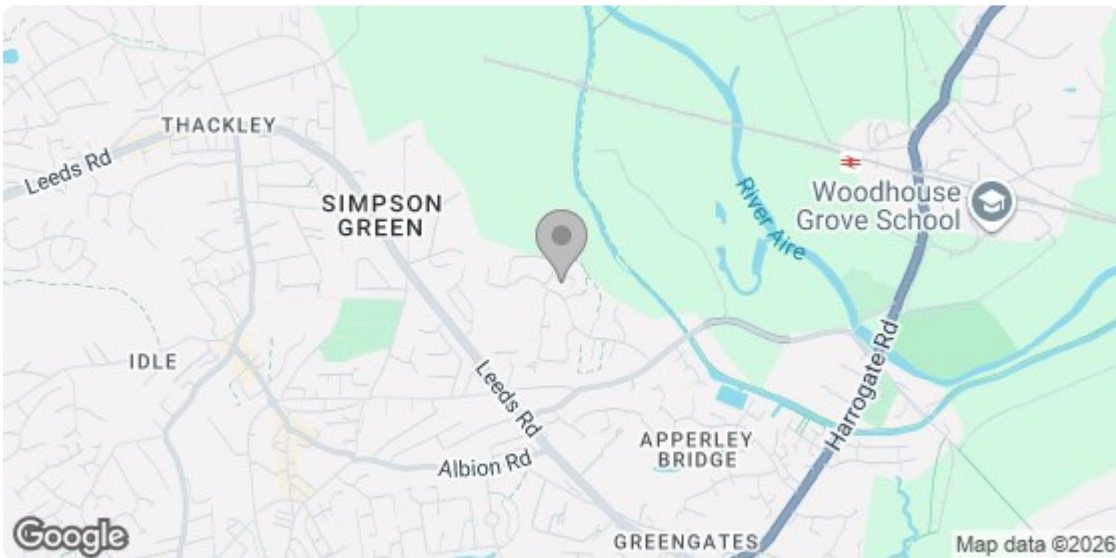 THACKLEY
Leeds Rd
SIMPSON
GREEN
Woodhouse
Grove School
River Aire
IDLE
Leeds Rd
Harrogate Rd
APPERLEY
BRIDGE
Albion Rd
GREENGATES
Google
Map data ©2026